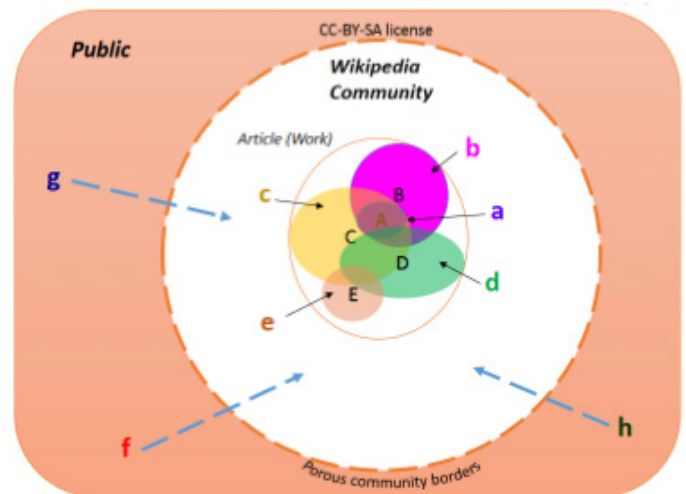 CC-BY-SA license
Public
Wikipedia
Community
Article (Work)
b
g
c
B
a
A
C
D
d
E
e
f
h
Porous community borders